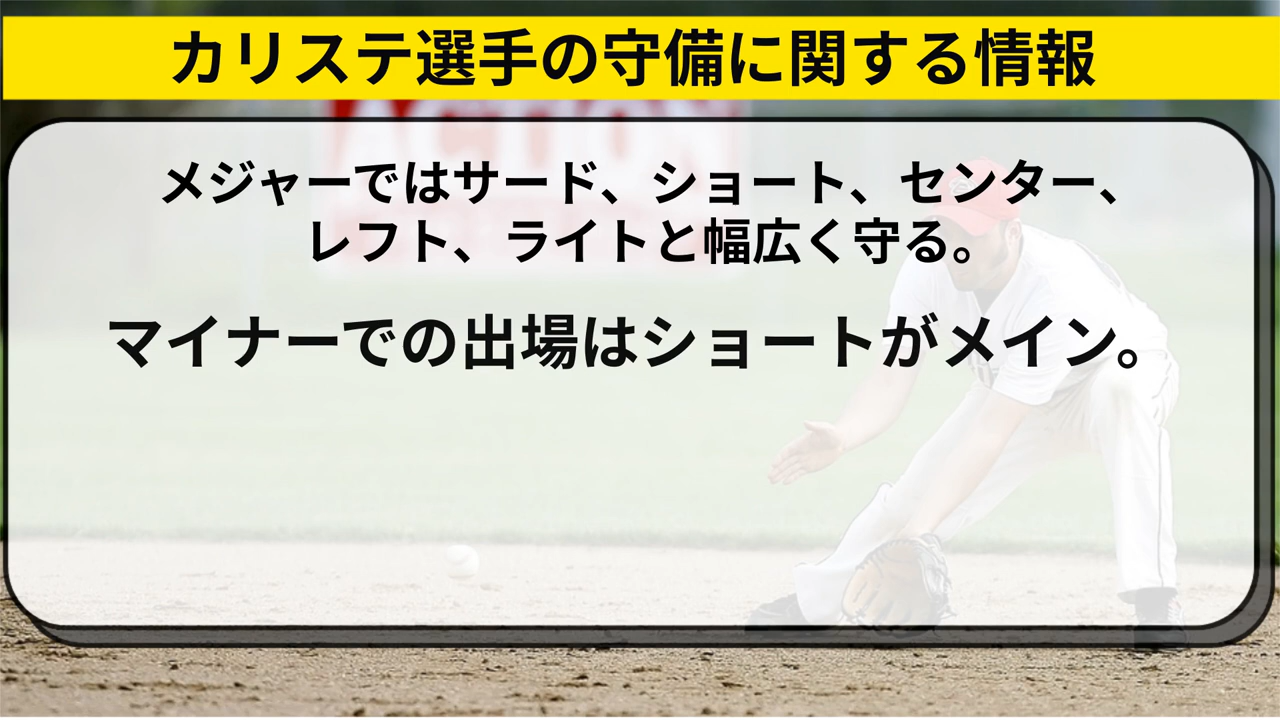 カリステ選手の守備に関する情報
メジャーではサード、ショート、センター、
レフト、ライトと幅広く守る。
マイナーでの出場はショートがメイン。